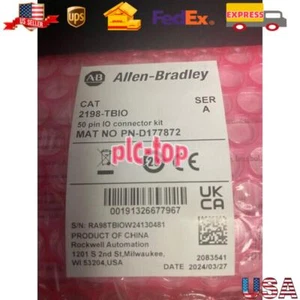 ups
FedEx®
AB Allen-Bradley
CAT
SER
2198-TBIO
A
50 pin IO connector kit
MAT NO PN-D177872
plc-top
UK
CA
00191326677967
S/N: RA98TBIOW24130481
PRODUCT OF CHINA
Rockwell Automation
1201 S 2nd St,Milwaukee,
WI 53204,USA
2083541
DATE 2024/03/27
USA